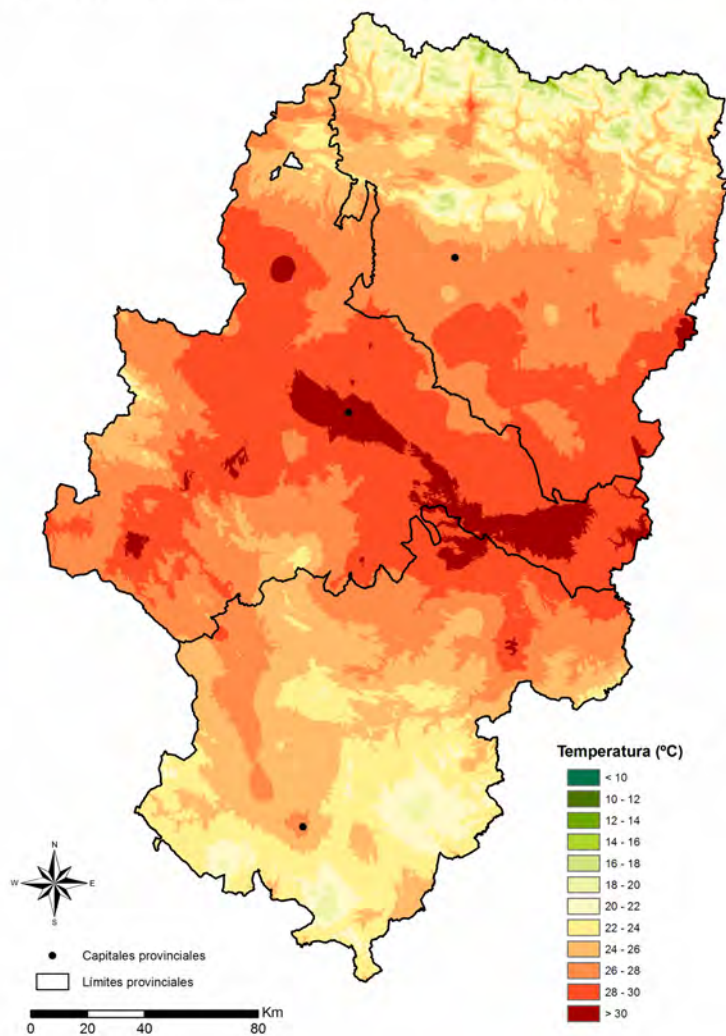 Temperatura (ºC)
< 10
10 - 12
12 - 14
14 - 16
16 - 18
18 - 20
20 - 22
22 - 24
24 - 26
26 - 28
28 - 30
> 30
N
W
E
S
Capitales provinciales
Límites provinciales
Km
0 20 40 80